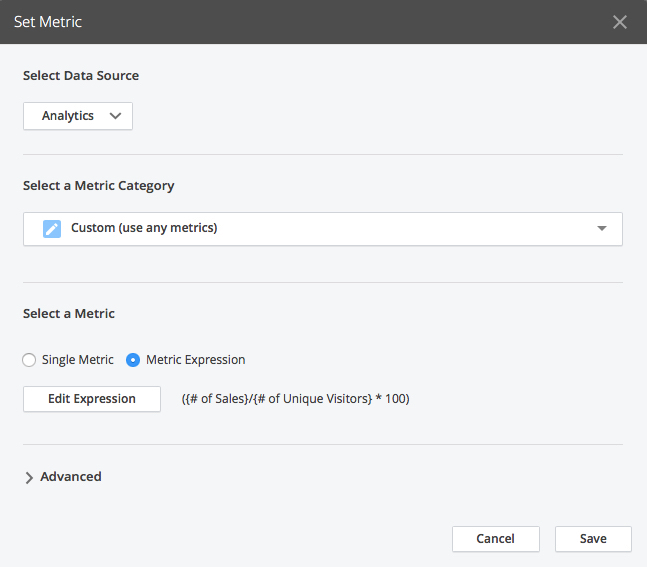 Set Metric
Select Data Source
Analytics
Select a Metric Category
Custom (use any metrics)
Select a Metric
Single Metric Metric Expression
Edit Expression ({# of Sales}/{# of Unique Visitors} * 100)
Advanced
Cancel Save